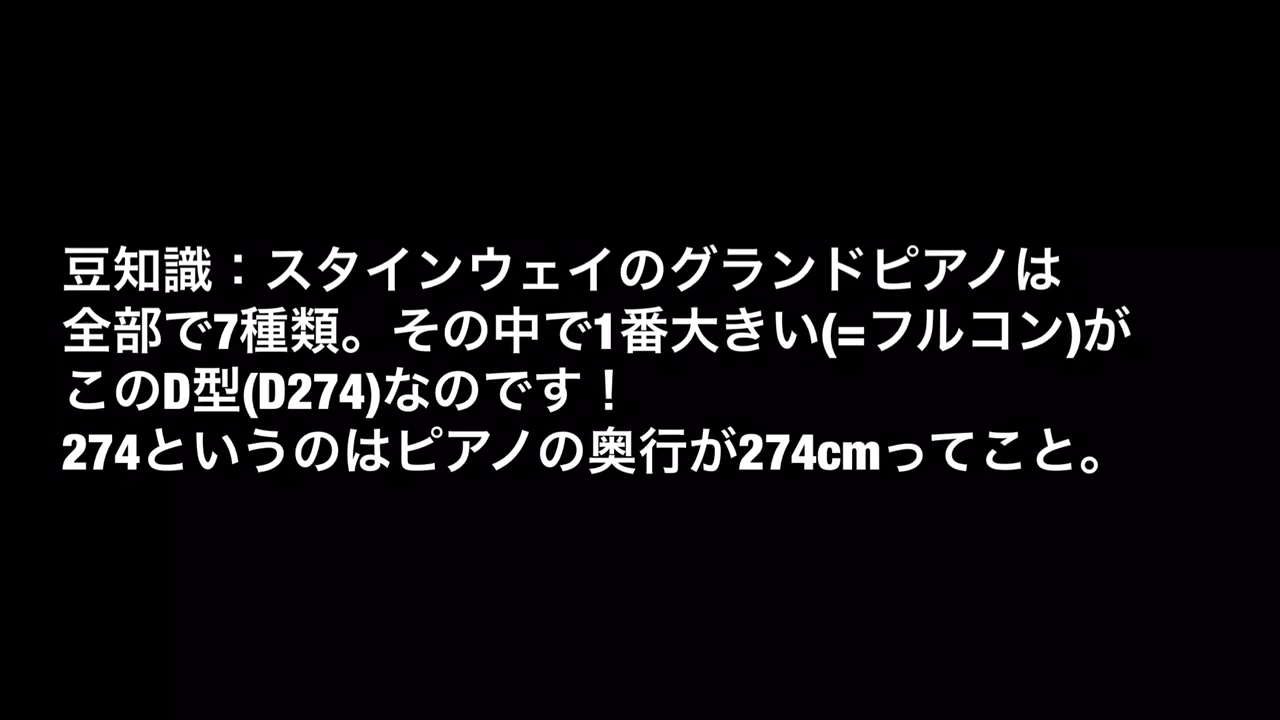 豆知識：スタインウェイのグランドピアノは
全部で7種類。その中で1番大きい(=フルコン)が
このD型(D274)なのです！
274というのはピアノの奥行が274cmってこと。